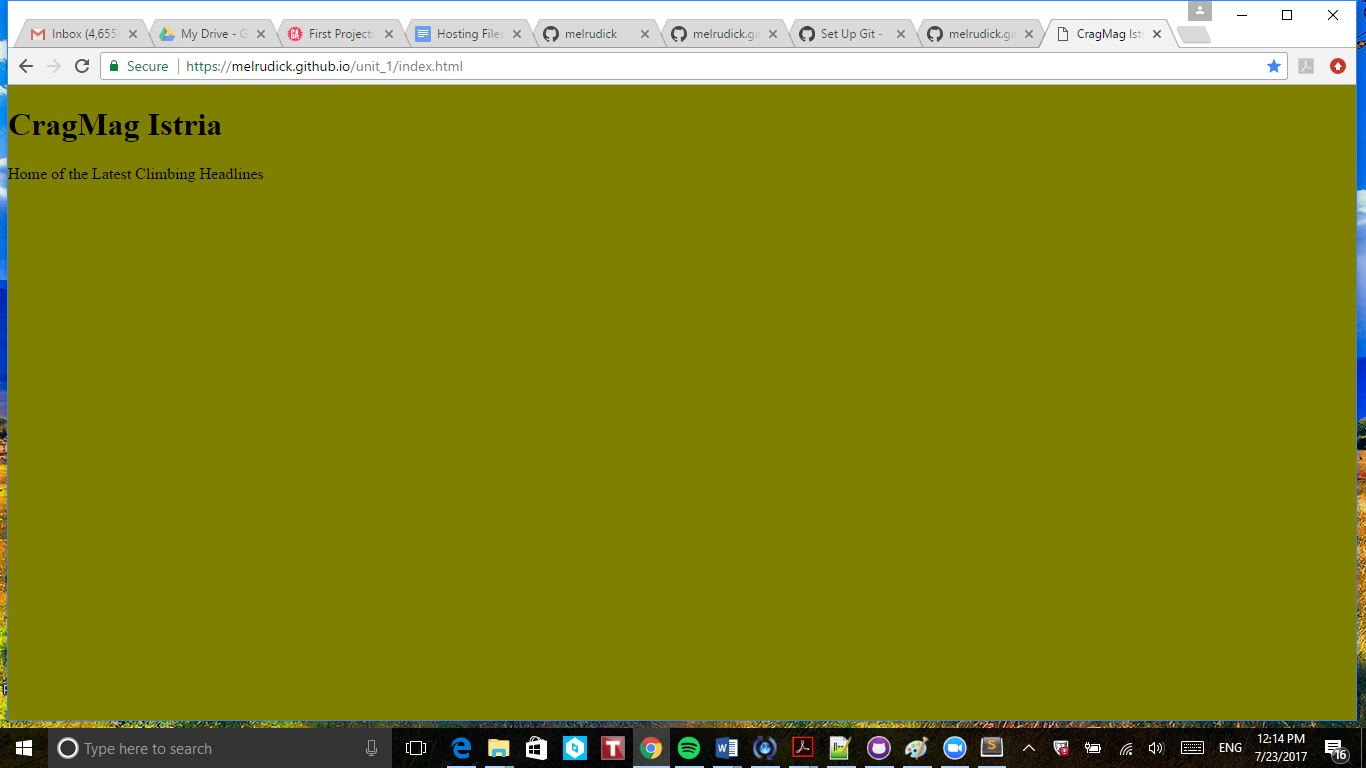 Inbox (4,655)
My Drive - G
First Project
Hosting File
melrudick
melrudick.gi
Set Up Git -
melrudick.gi
CragMag Ist
Secure
https://melrudick.github.io/unit_1/index.html
CragMag Istria
Home of the Latest Climbing Headlines
Type here to search
ENG
12:14 PM
7/23/2017
16